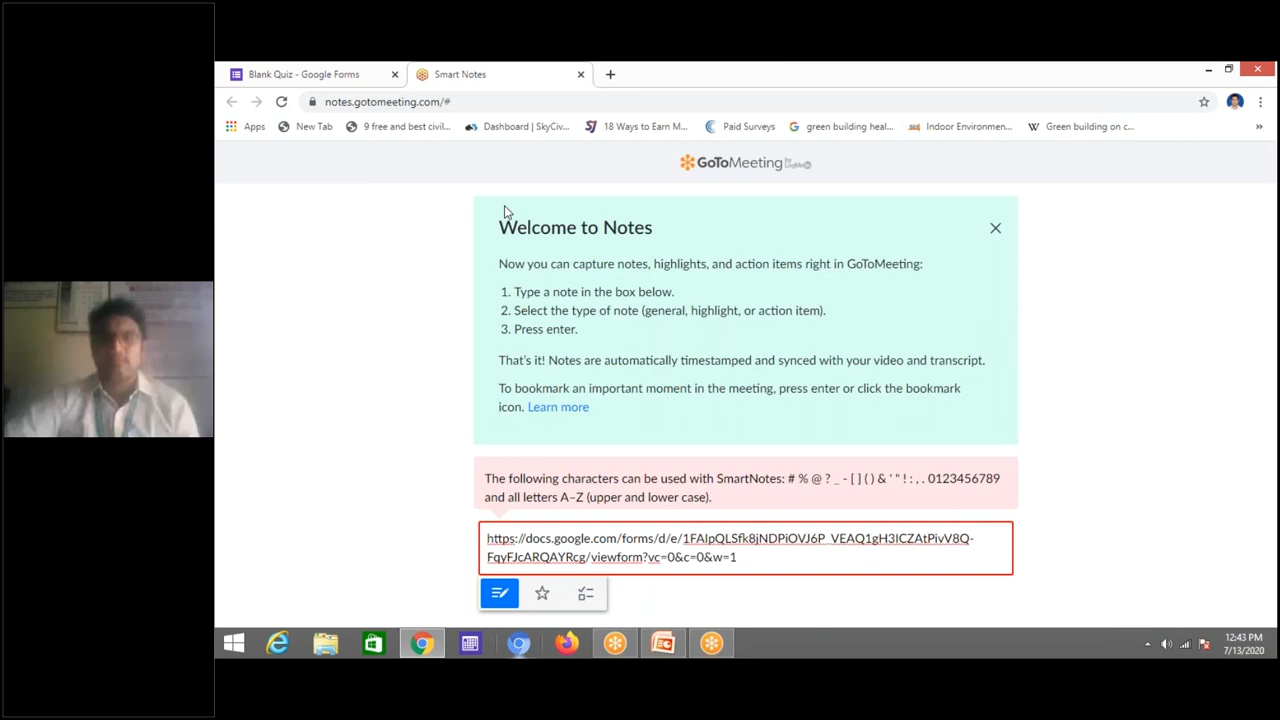 Blank Quiz - Google Forms
Smart Notes
notes.gotomeeting.com/#
Apps
New Tab
9 free and best civil...
Dashboard | SkyCiv...
18 Ways to Earn M...
Paid Surveys
green building heal...
Indoor Environmen...
Green building on c...
GoToMeeting by LogMeIn
Welcome to Notes
Now you can capture notes, highlights, and action items right in GoToMeeting:
1. Type a note in the box below.
2. Select the type of note (general, highlight, or action item).
3. Press enter.
That's it! Notes are automatically timestamped and synced with your video and transcript.
To bookmark an important moment in the meeting, press enter or click the bookmark
icon. Learn more
The following characters can be used with SmartNotes: # % @ ? _ - [ ] ( ) & ' " ! : , . 0123456789
and all letters A–Z (upper and lower case).
https://docs.google.com/forms/d/e/1FAIpQLSfk8jNDPiOVJ6P_VEAQ1gH3ICZAtPivV8Q-
FqyFJcARQAYRcg/viewform?vc=0&c=0&w=1
12:43 PM
7/13/2020